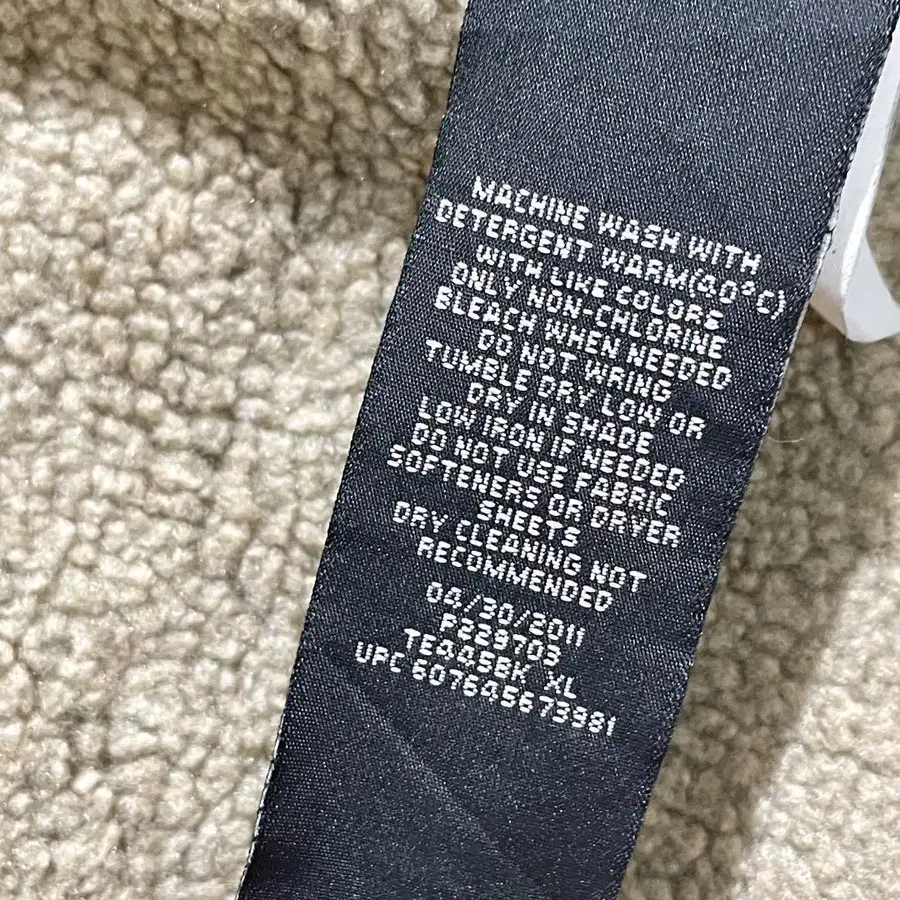 MACHINE WASH WITH
DETERGENT WARM(40°C)
WITH LIKE COLORS
ONLY NON-CHLORINE
BLEACH WHEN NEEDED
DO NOT WRING
TUMBLE DRY LOW OR
DRY IN SHADE
LOW IRON IF NEEDED
DO NOT USE FABRIC
SOFTENERS OR DRYER
SHEETS
DRY CLEANING NOT
RECOMMENDED
04/30/2011
P229703
TE445BK XL
UPC 607645673981